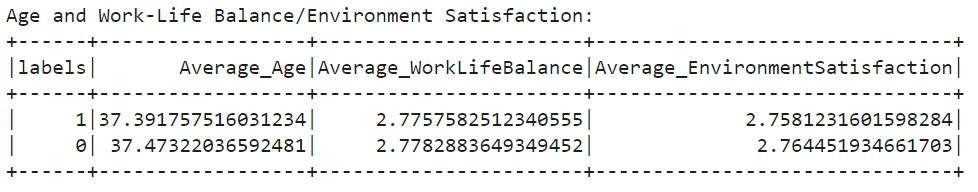 Age and Work-Life Balance/Environment Satisfaction:
+------+------------------+-----------------------+-------------------------------+
|labels|       Average_Age|Average_WorkLifeBalance|Average_EnvironmentSatisfaction|
+------+------------------+-----------------------+-------------------------------+
|     1|37.391757516031234|     2.7757582512340555|             2.7581231601598284|
|     0| 37.47322036592481|     2.7782883649349452|              2.764451934661703|
+------+------------------+-----------------------+-------------------------------+